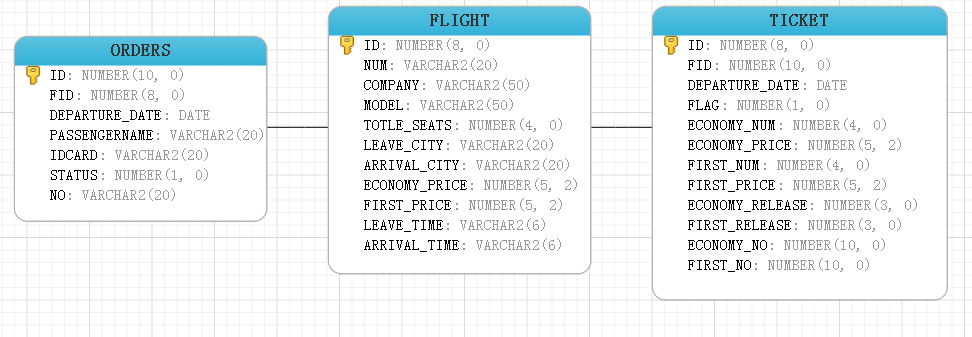 ORDERS
ID: NUMBER(10, 0)
FID: NUMBER(8, 0)
DEPARTURE_DATE: DATE
PASSENGERNAME: VARCHAR2(20)
IDCARD: VARCHAR2(20)
STATUS: NUMBER(1, 0)
NO: VARCHAR2(20)
FLIGHT
ID: NUMBER(8, 0)
NUM: VARCHAR2(20)
COMPANY: VARCHAR2(50)
MODEL: VARCHAR2(50)
TOTLE_SEATS: NUMBER(4, 0)
LEAVE_CITY: VARCHAR2(20)
ARRIVAL_CITY: VARCHAR2(20)
ECONOMY_PRICE: NUMBER(5, 2)
FIRST_PRICE: NUMBER(5, 2)
LEAVE_TIME: VARCHAR2(6)
ARRIVAL_TIME: VARCHAR2(6)
TICKET
ID: NUMBER(8, 0)
FID: NUMBER(10, 0)
DEPARTURE_DATE: DATE
FLAG: NUMBER(1, 0)
ECONOMY_NUM: NUMBER(4, 0)
ECONOMY_PRICE: NUMBER(5, 2)
FIRST_NUM: NUMBER(4, 0)
FIRST_PRICE: NUMBER(5, 2)
ECONOMY_RELEASE: NUMBER(3, 0)
FIRST_RELEASE: NUMBER(3, 0)
ECONOMY_NO: NUMBER(10, 0)
FIRST_NO: NUMBER(10, 0)